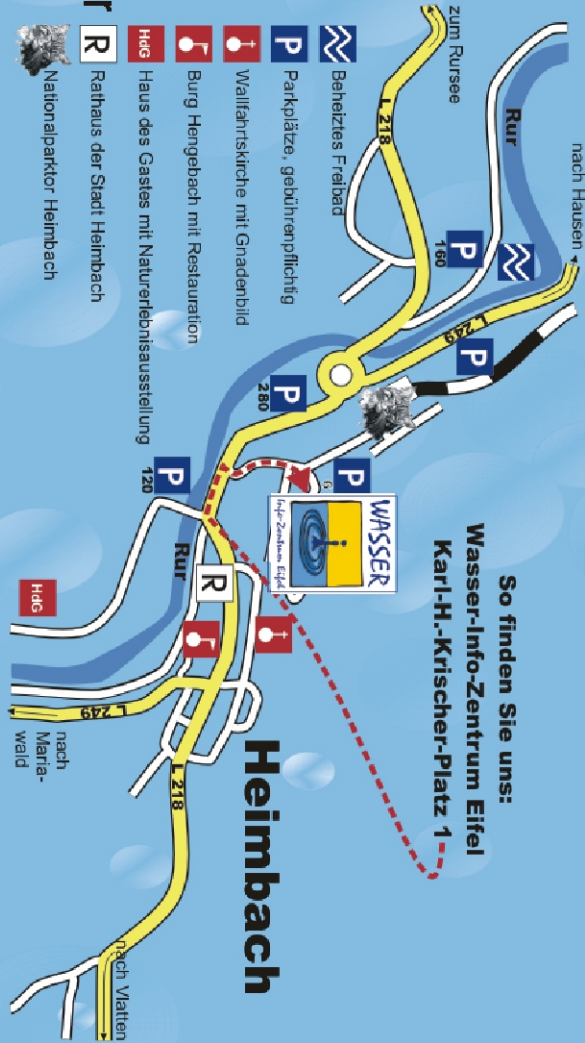 So finden Sie uns:
Wasser-Info-Zentrum Eifel
Karl-H.-Krischer-Platz 1
nach Hausen
Rur
zum Rursee
L 218
160
P
L 249
P
P
280
P
6
WASSER
Info-Zentrum Eifel
P
120
Rur
R
HdG
L 249
nach
Maria-
wald
Heimbach
L 218
nach Vlatten
Beheiztes Freibad
P Parkplätze, gebührenpflichtig
Wallfahrtskirche mit Gnadenbild
Burg Hengebach mit Restauration
HdG Haus des Gastes mit Naturerlebnisausstellung
R Rathaus der Stadt Heimbach
Nationalparktor Heimbach